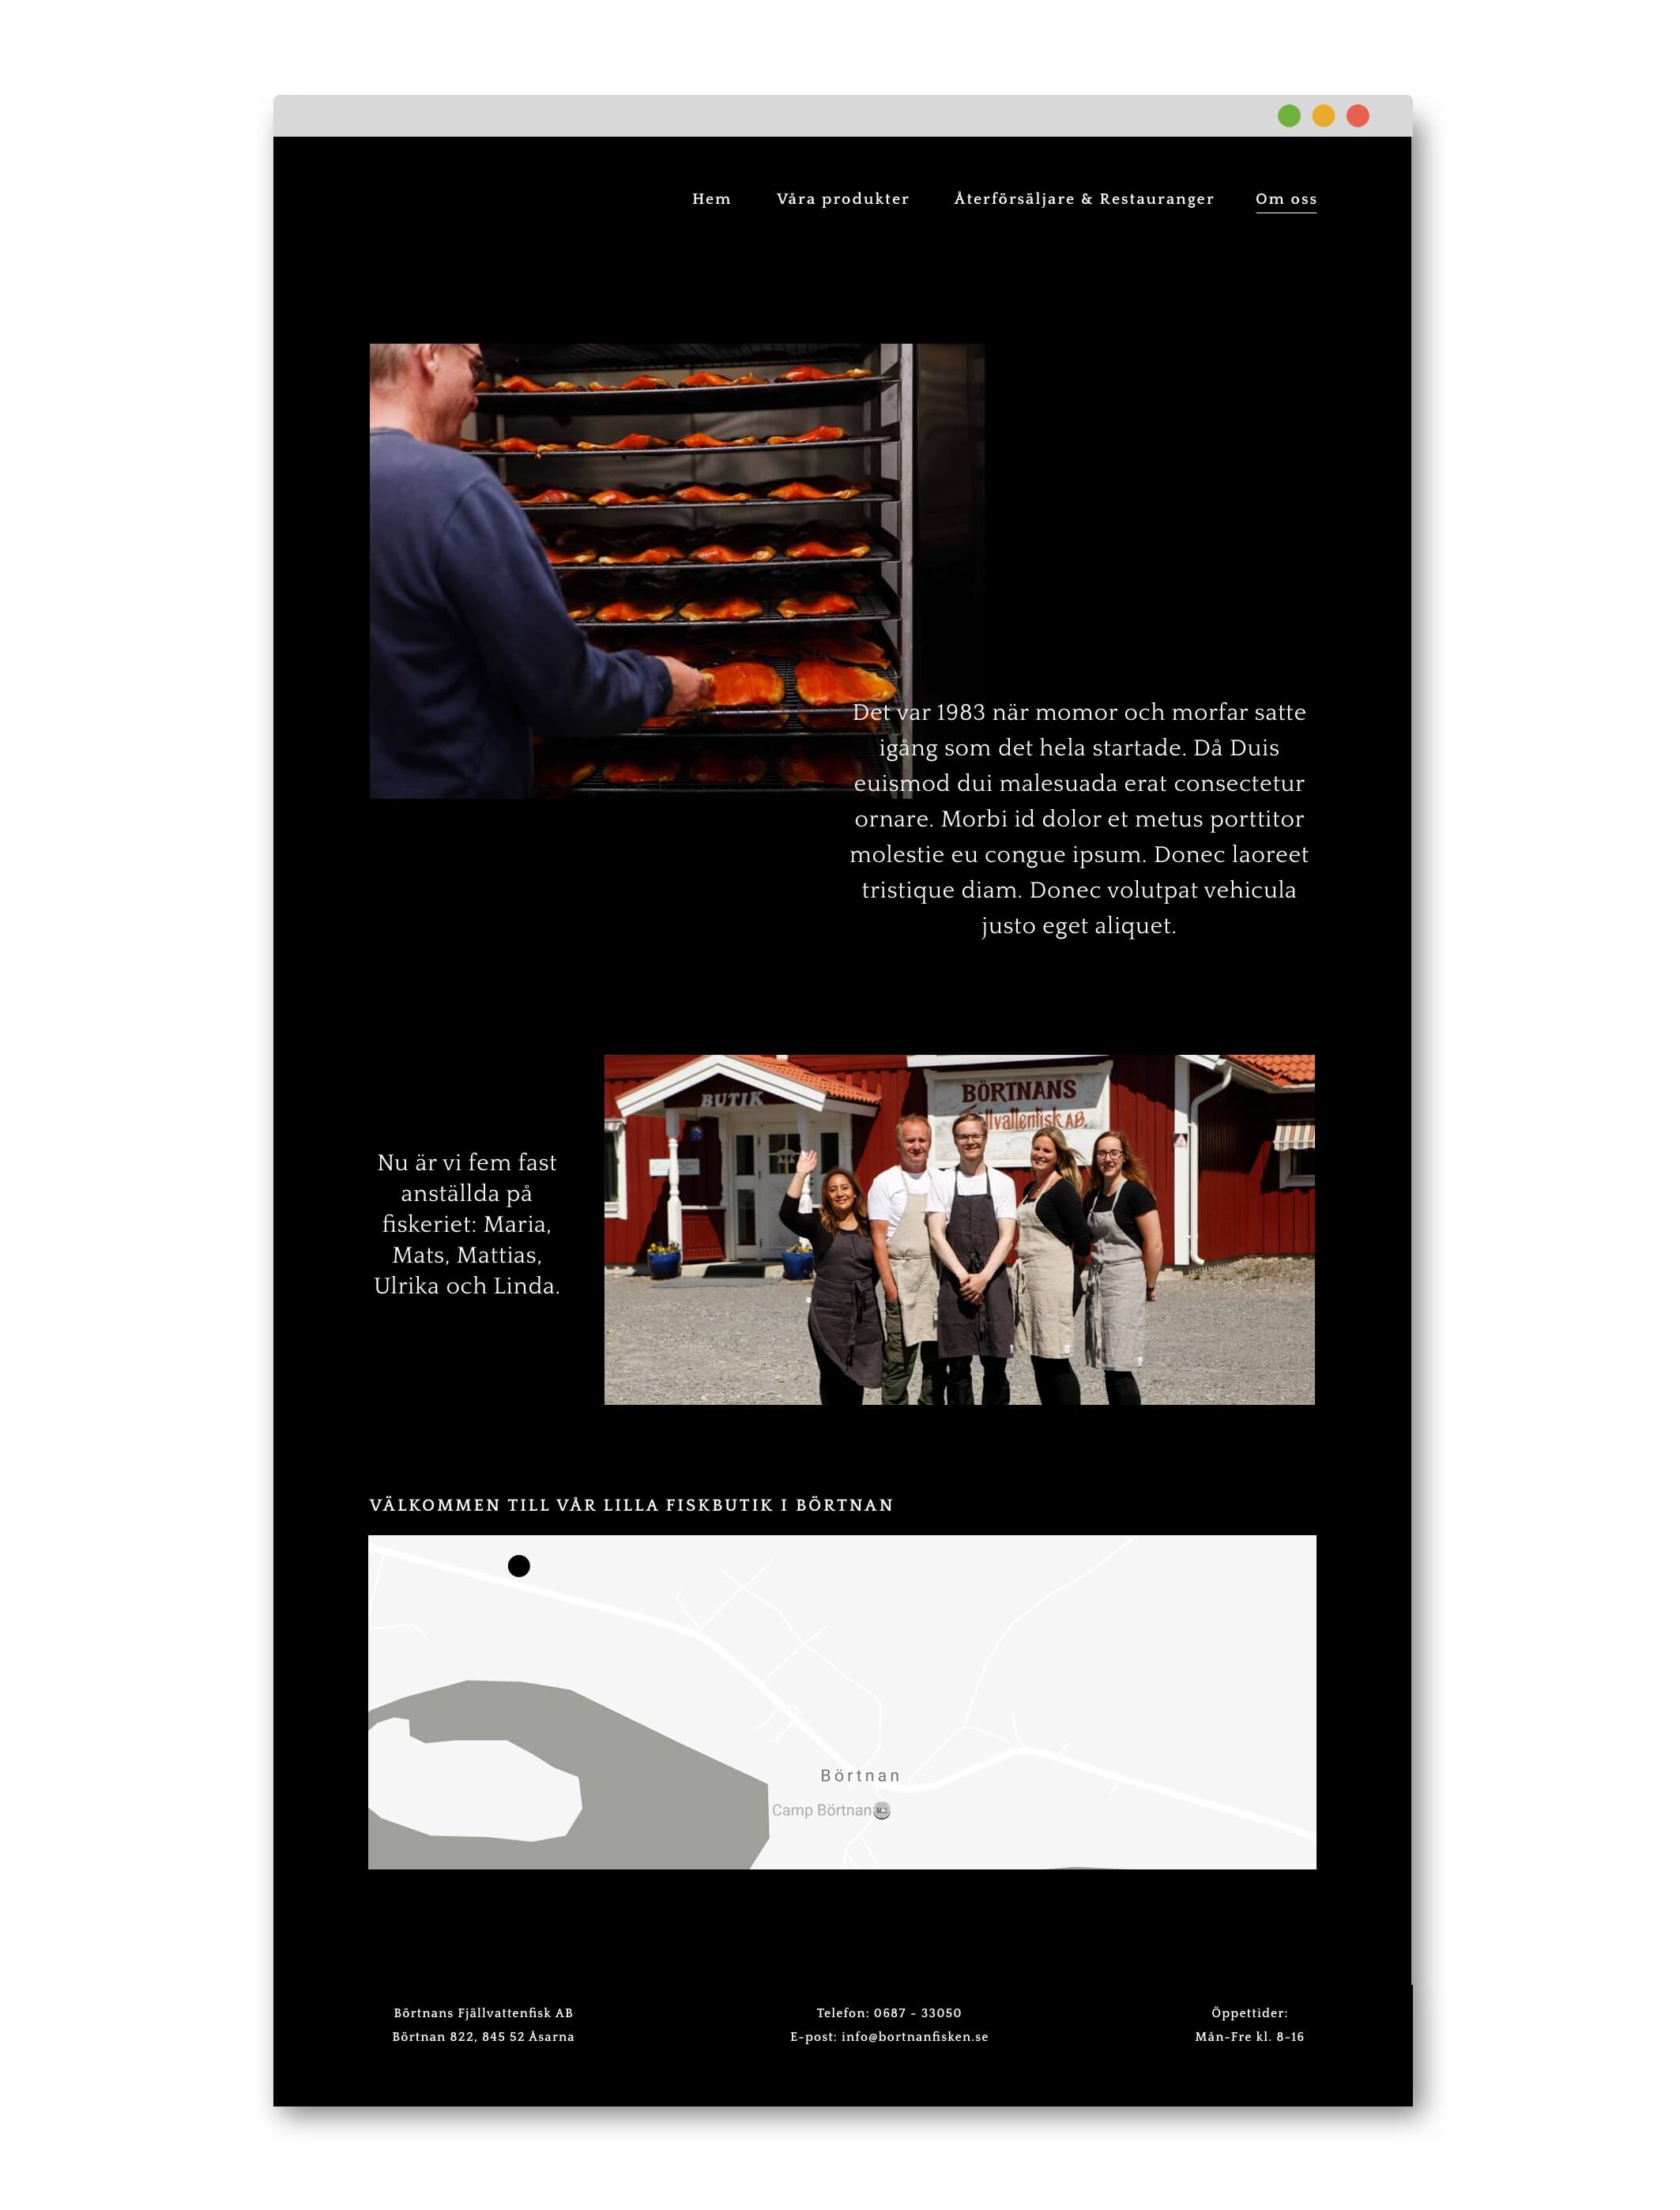 Hem Våra produkter Återförsäljare & Restauranger Om oss
Det var 1983 när momor och morfar satte
igång som det hela startade. Då Duis
euismod dui malesuada erat consectetur
ornare. Morbi id dolor et metus porttitor
molestie eu congue ipsum. Donec laoreet
tristique diam. Donec volutpat vehicula
justo eget aliquet.
BUTIK
BÖRTNANS
AB
Nu är vi fem fast
anställda på
fiskeriet: Maria,
Mats, Mattias,
Ulrika och Linda.
VÄLKOMMEN TILL VÅR LILLA FISKBUTIK I BÖRTNAN
Börtnan
Camp Börtnan
Börtnans Fjällvattenfisk AB
Börtnan 822, 845 52 Åsarna
Telefon: 0687 - 33050
E-post: info@bortnanfisken.se
Öppettider:
Mån-Fre kl. 8-16